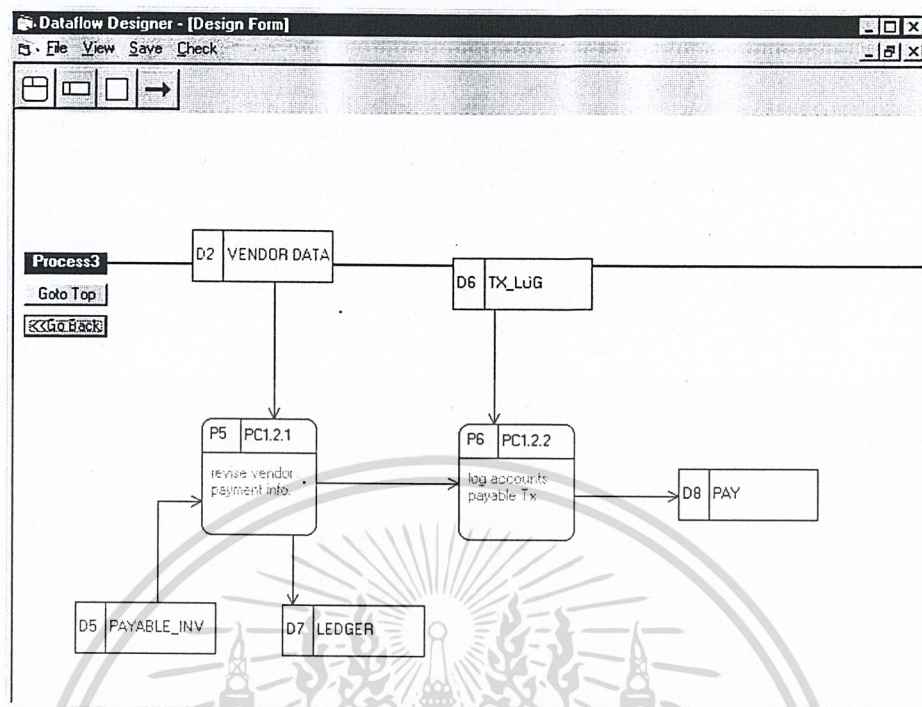 Dataflow Designer - [Design Form]
File View Save Check
D2 VENDOR DATA
Process3
D6 TX_LOG
Goto Top
<<Go Back
P5 PC1.2.1
P6 PC1.2.2
revise vendor
payment info.
log accounts
payable Tx
D8 PAY
D5 PAYABLE_INV
D7 LEDGER